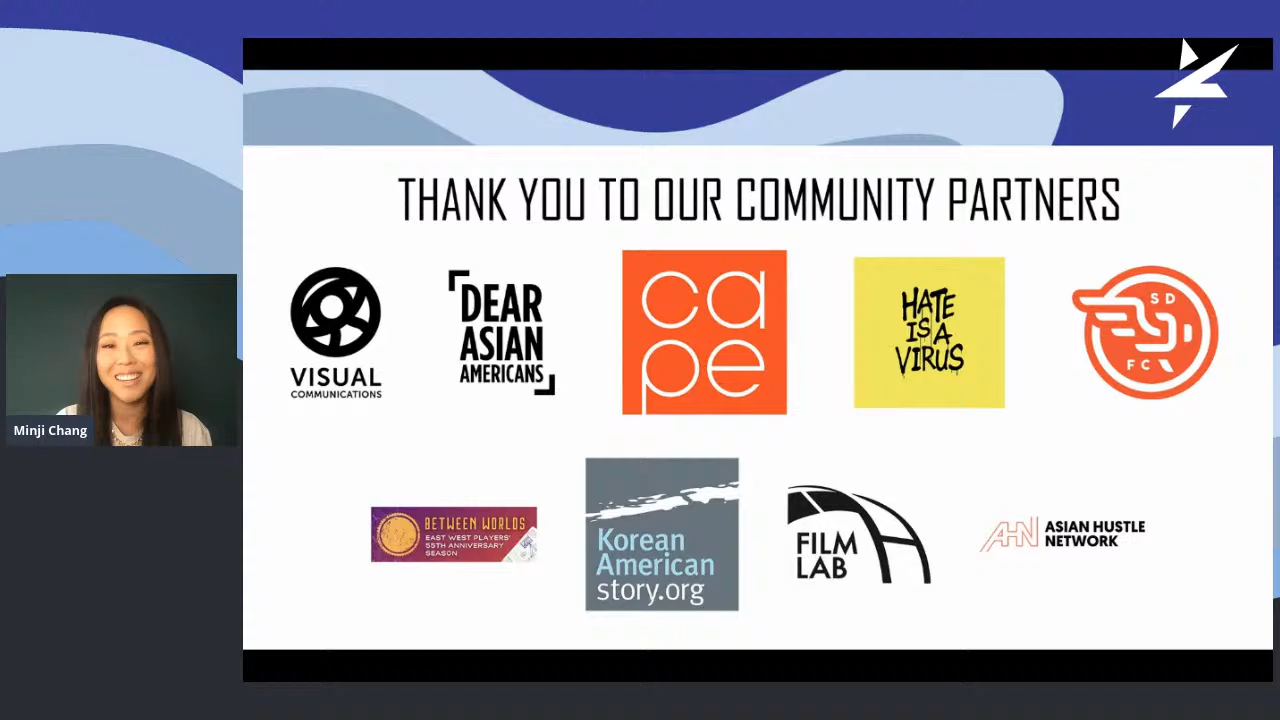 THANK YOU TO OUR COMMUNITY PARTNERS
VISUAL
COMMUNICATIONS
DEAR
ASIAN
AMERICANS
ca
pe
HATE
IS A
VIRUS
SD
FC
BETWEEN WORLDS
EAST WEST PLAYERS'
55TH ANNIVERSARY
SEASON
Korean
American
story.org
FILM
LAB
AHN
ASIAN HUSTLE
NETWORK
Minji Chang